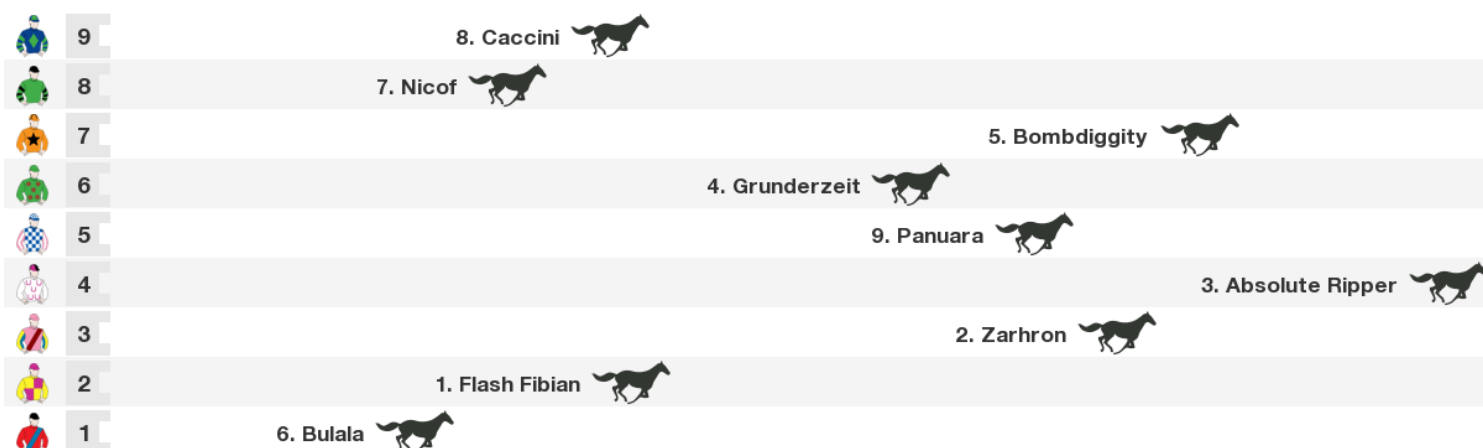 9 8. Caccini
8 7. Nicof
7 5. Bombdiggity
6 4. Grunderzeit
5 9. Panuara
4 3. Absolute Ripper
3 2. Zarhron
2 1. Flash Fibian
1 6. Bulala